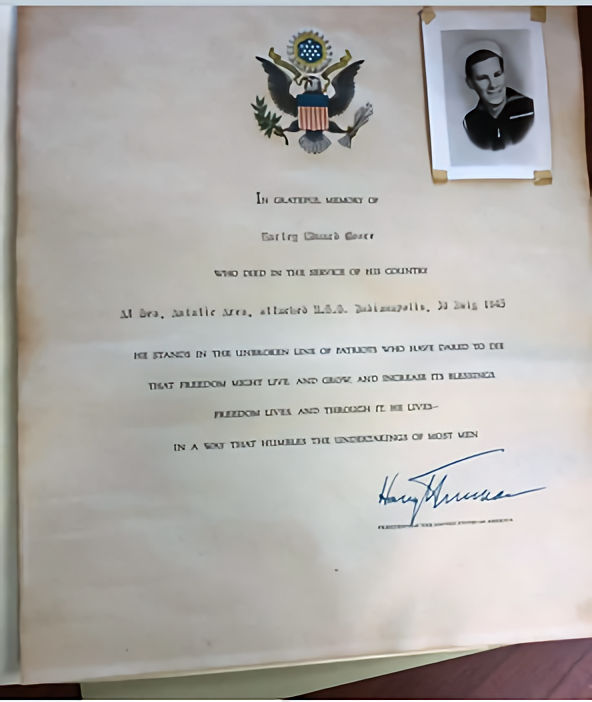 IN GRATEFUL MEMORY OF
Edward
WHO DIED IN THE SERVICE OF HIS COUNTRY
At Sea, Asiatic Area, attached U.S.S. Indianapolis, 30 July 1945
HE STANDS IN THE UNBROKEN LINE OF PATRIOTS WHO HAVE DARED TO DIE
THAT FREEDOM MIGHT LIVE, AND GROW, AND INCREASE ITS BLESSINGS
FREEDOM LIVES, AND THROUGH IT, HE LIVES–
IN A WAY THAT HUMBLES THE UNDERTAKINGS OF MOST MEN
Harry Truman
PRESIDENT OF THE UNITED STATES OF AMERICA